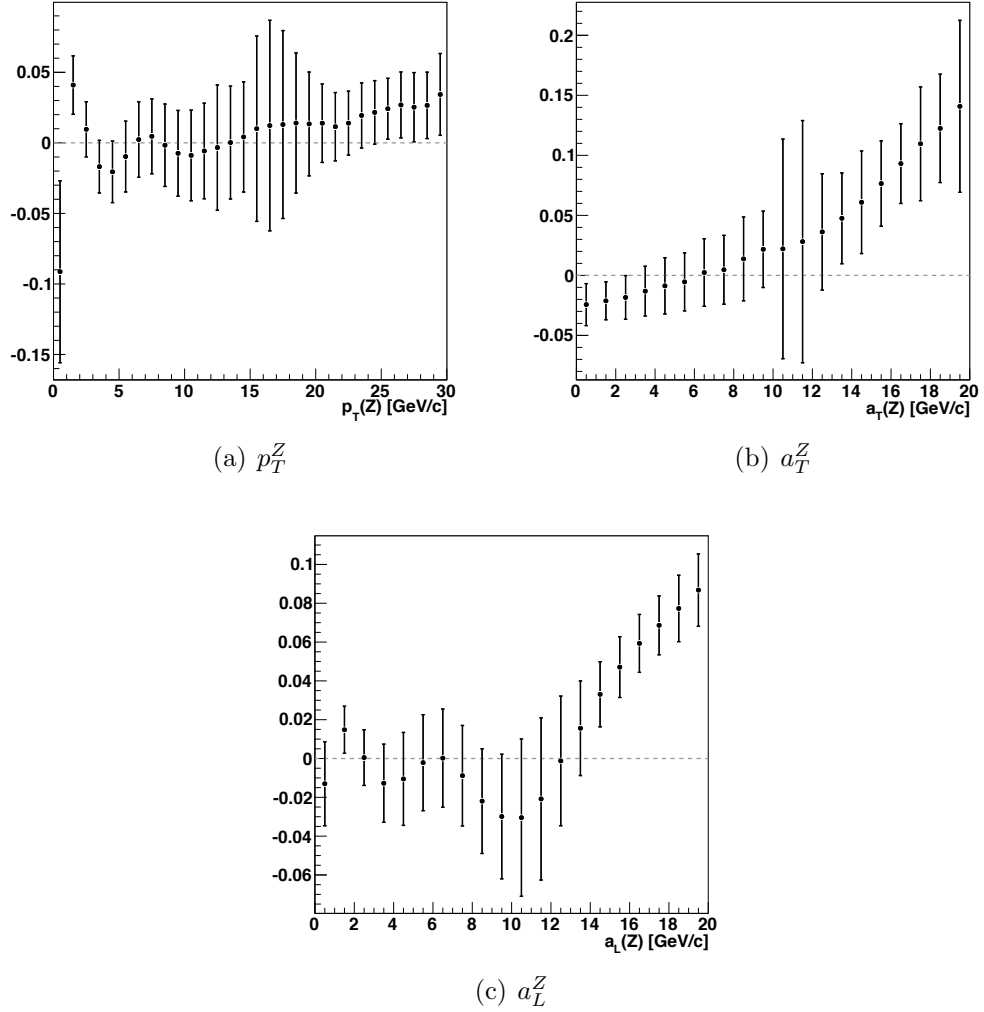 0.05
0
-0.05
-0.1
-0.15
0 5 10 15 20 25 30
p_T(Z) [GeV/c]
(a) p_T^Z
0.2
0.15
0.1
0.05
0
-0.05
0 2 4 6 8 10 12 14 16 18 20
a_T(Z) [GeV/c]
(b) a_T^Z
0.1
0.08
0.06
0.04
0.02
0
-0.02
-0.04
-0.06
0 2 4 6 8 10 12 14 16 18 20
a_L(Z) [GeV/c]
(c) a_L^Z